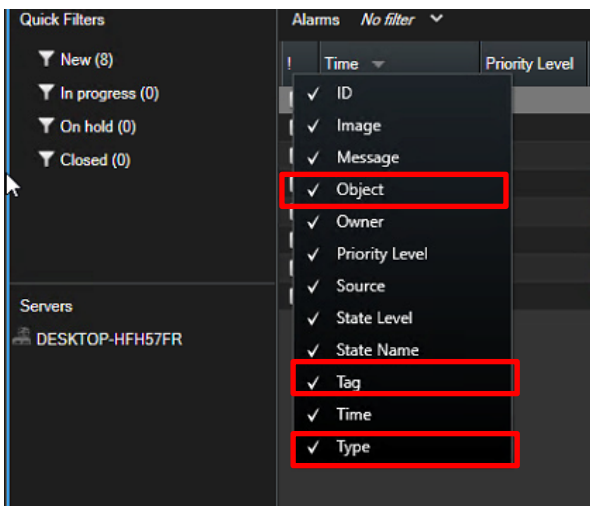 Quick Filters
New (8)
In progress (0)
On hold (0)
Closed (0)
Servers
DESKTOP-HFH57FR
Alarms No filter
! Time Priority Level
ID
Image
Message
Object
Owner
Priority Level
Source
State Level
State Name
Tag
Time
Type